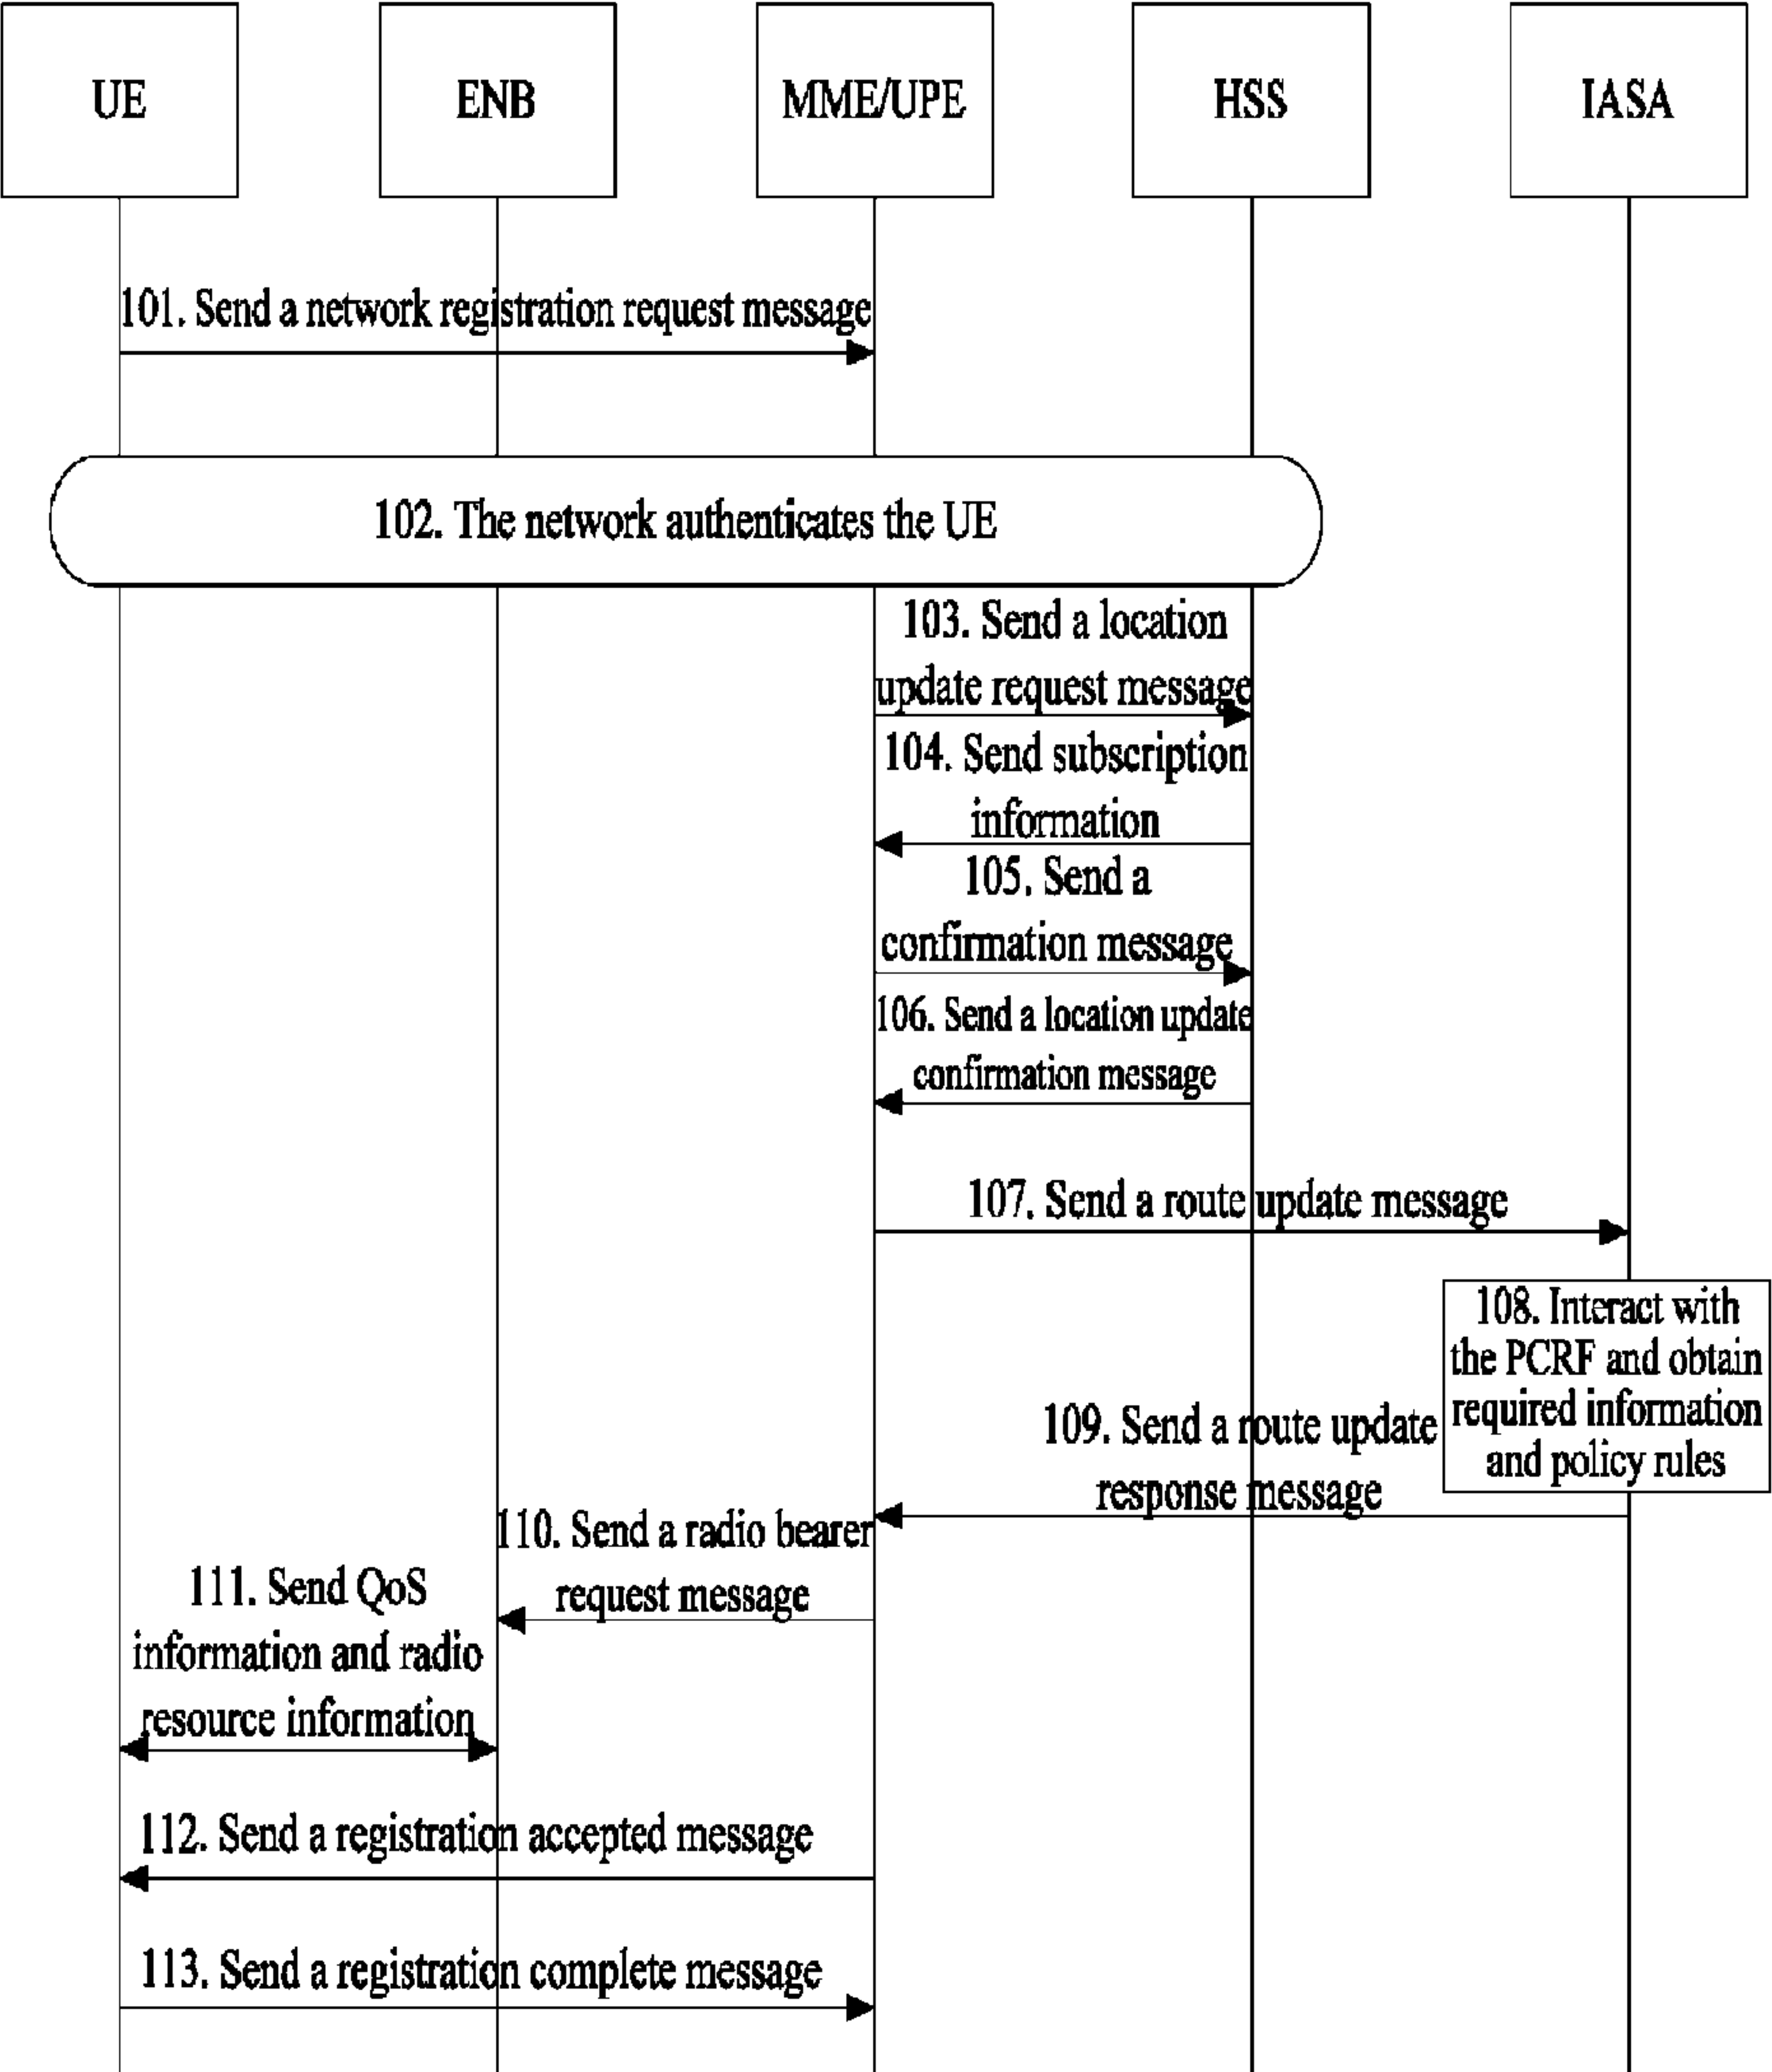 UE
ENB
MME/UPE
HSS
IASA
101. Send a network registration request message
102. The network authenticates the UE
103. Send a location
update request message
104. Send subscription
information
105. Send a
confirmation message
106. Send a location update
confirmation message
107. Send a route update message
108. Interact with
the PCRF and obtain
required information
and policy rules
109. Send a route update
response message
110. Send a radio bearer
request message
111. Send QoS
information and radio
resource information
112. Send a registration accepted message
113. Send a registration complete message